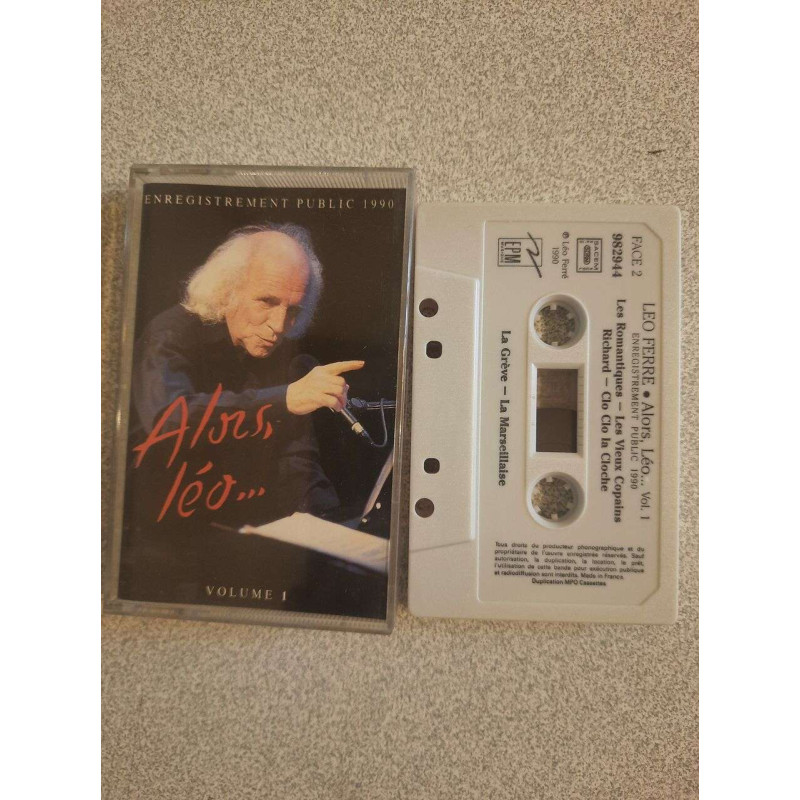 ENREGISTREMENT PUBLIC 1990
Alors,
léo...
VOLUME 1
FACE 2
982944
SACEM
EPM
℗ Léo Ferré
1990
LEO FERRE • Alors, Léo... Vol. 1
ENREGISTREMENT PUBLIC 1990
Les Romantiques – Les Vieux Copains
Richard – Clo Clo la Cloche
La Grève – La Marseillaise
Tous droits du producteur phonographique et du
propriétaire de l'œuvre enregistrée réservés. Sauf
autorisation, la duplication, la location, le prêt,
l'utilisation de cette bande pour exécution publique
et radiodiffusion sont interdits. Made in France.
Duplication MPO Cassettes